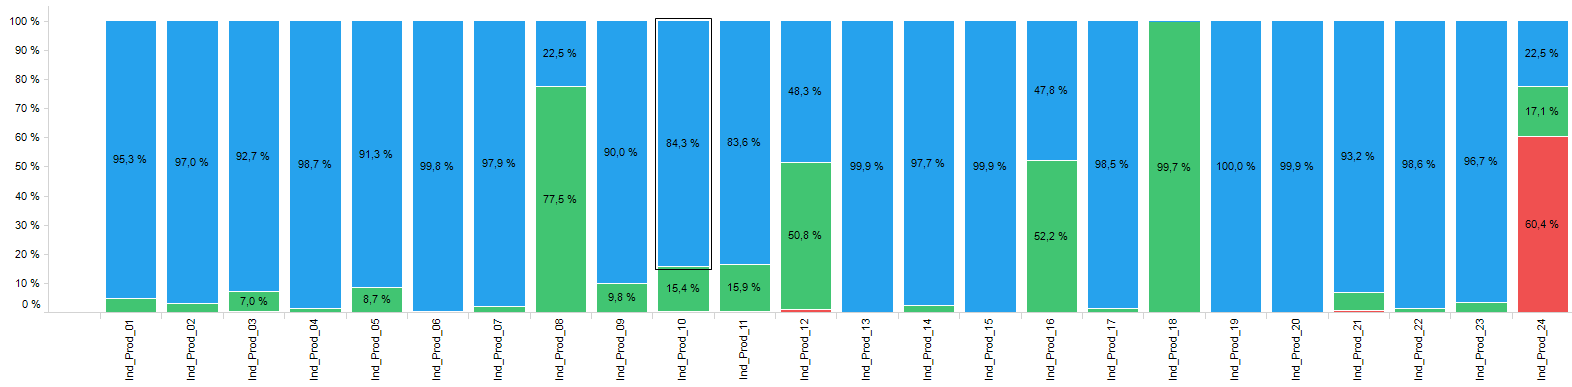 100 %
90 %
80 %
70 %
60 %
50 %
40 %
30 %
20 %
10 %
0 %
95,3 %
97,0 %
92,7 %
7,0 %
98,7 %
91,3 %
8,7 %
99,8 %
97,9 %
22,5 %
77,5 %
90,0 %
9,8 %
84,3 %
15,4 %
83,6 %
15,9 %
48,3 %
50,8 %
99,9 %
97,7 %
99,9 %
47,8 %
52,2 %
98,5 %
99,7 %
100,0 %
99,9 %
93,2 %
98,6 %
96,7 %
22,5 %
17,1 %
60,4 %
Ind_Prod_01
Ind_Prod_02
Ind_Prod_03
Ind_Prod_04
Ind_Prod_05
Ind_Prod_06
Ind_Prod_07
Ind_Prod_08
Ind_Prod_09
Ind_Prod_10
Ind_Prod_11
Ind_Prod_12
Ind_Prod_13
Ind_Prod_14
Ind_Prod_15
Ind_Prod_16
Ind_Prod_17
Ind_Prod_18
Ind_Prod_19
Ind_Prod_20
Ind_Prod_21
Ind_Prod_22
Ind_Prod_23
Ind_Prod_24